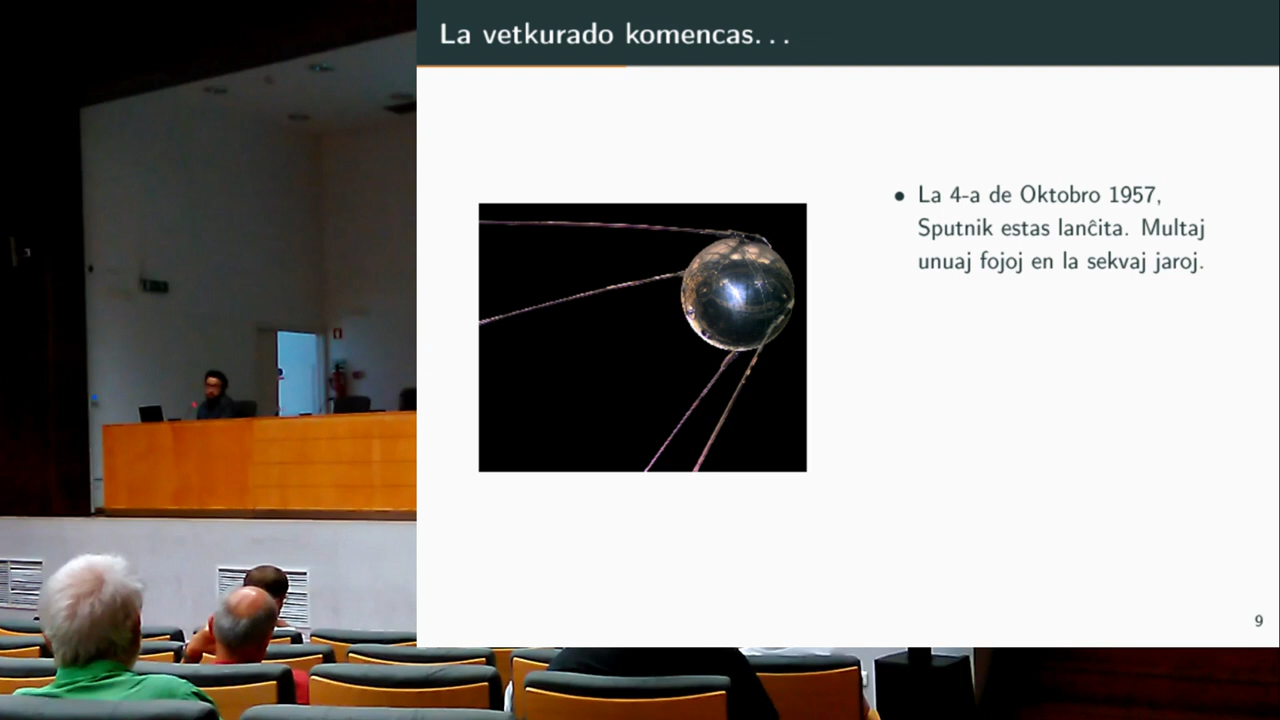 La vetkurado komencas...
• La 4-a de Oktobro 1957,
Sputnik estas lanĉita. Multaj
unuaj fojoj en la sekvaj jaroj.
9